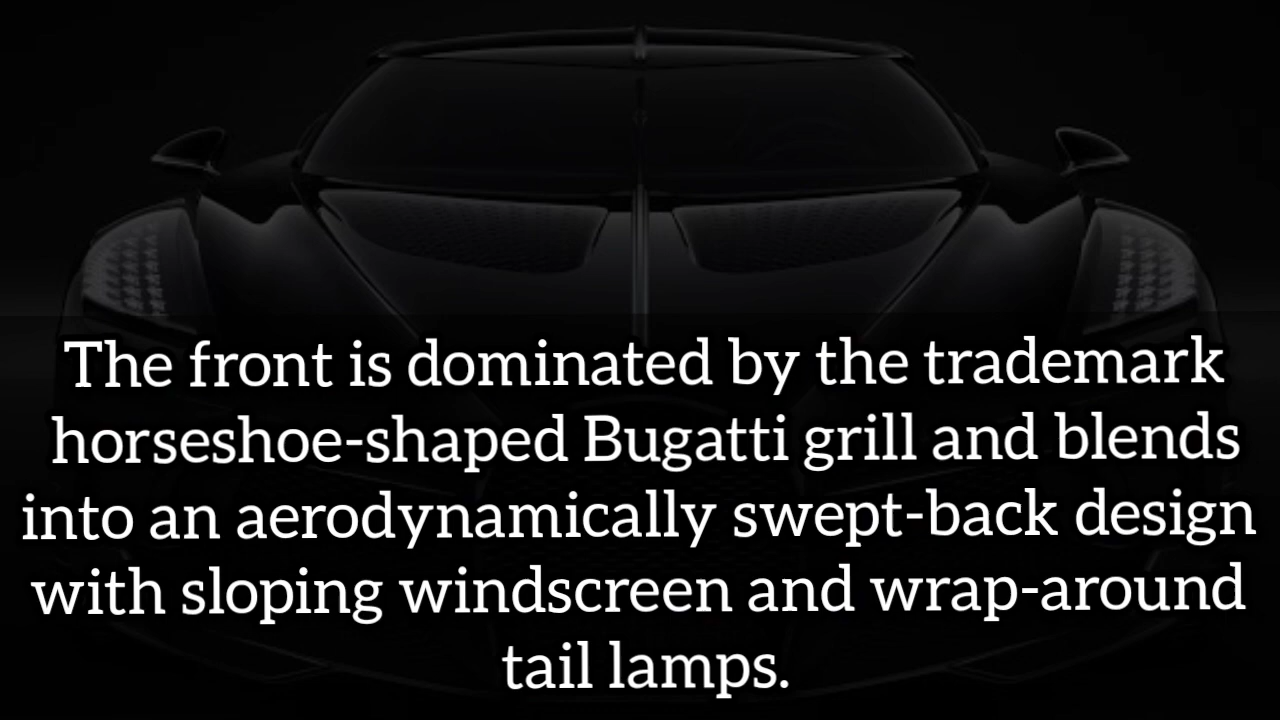 The front is dominated by the trademark
horseshoe-shaped Bugatti grill and blends
into an aerodynamically swept-back design
with sloping windscreen and wrap-around
tail lamps.